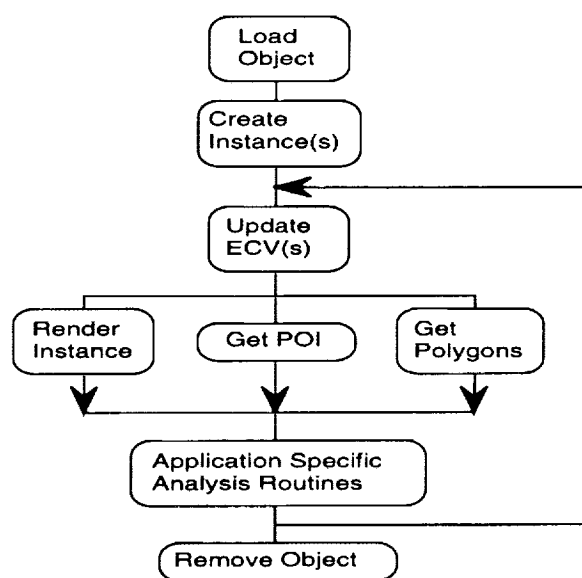 Load
Object
Create
Instance(s)
Update
ECV(s)
Render
Instance
Get POI
Get
Polygons
Application Specific
Analysis Routines
Remove Object